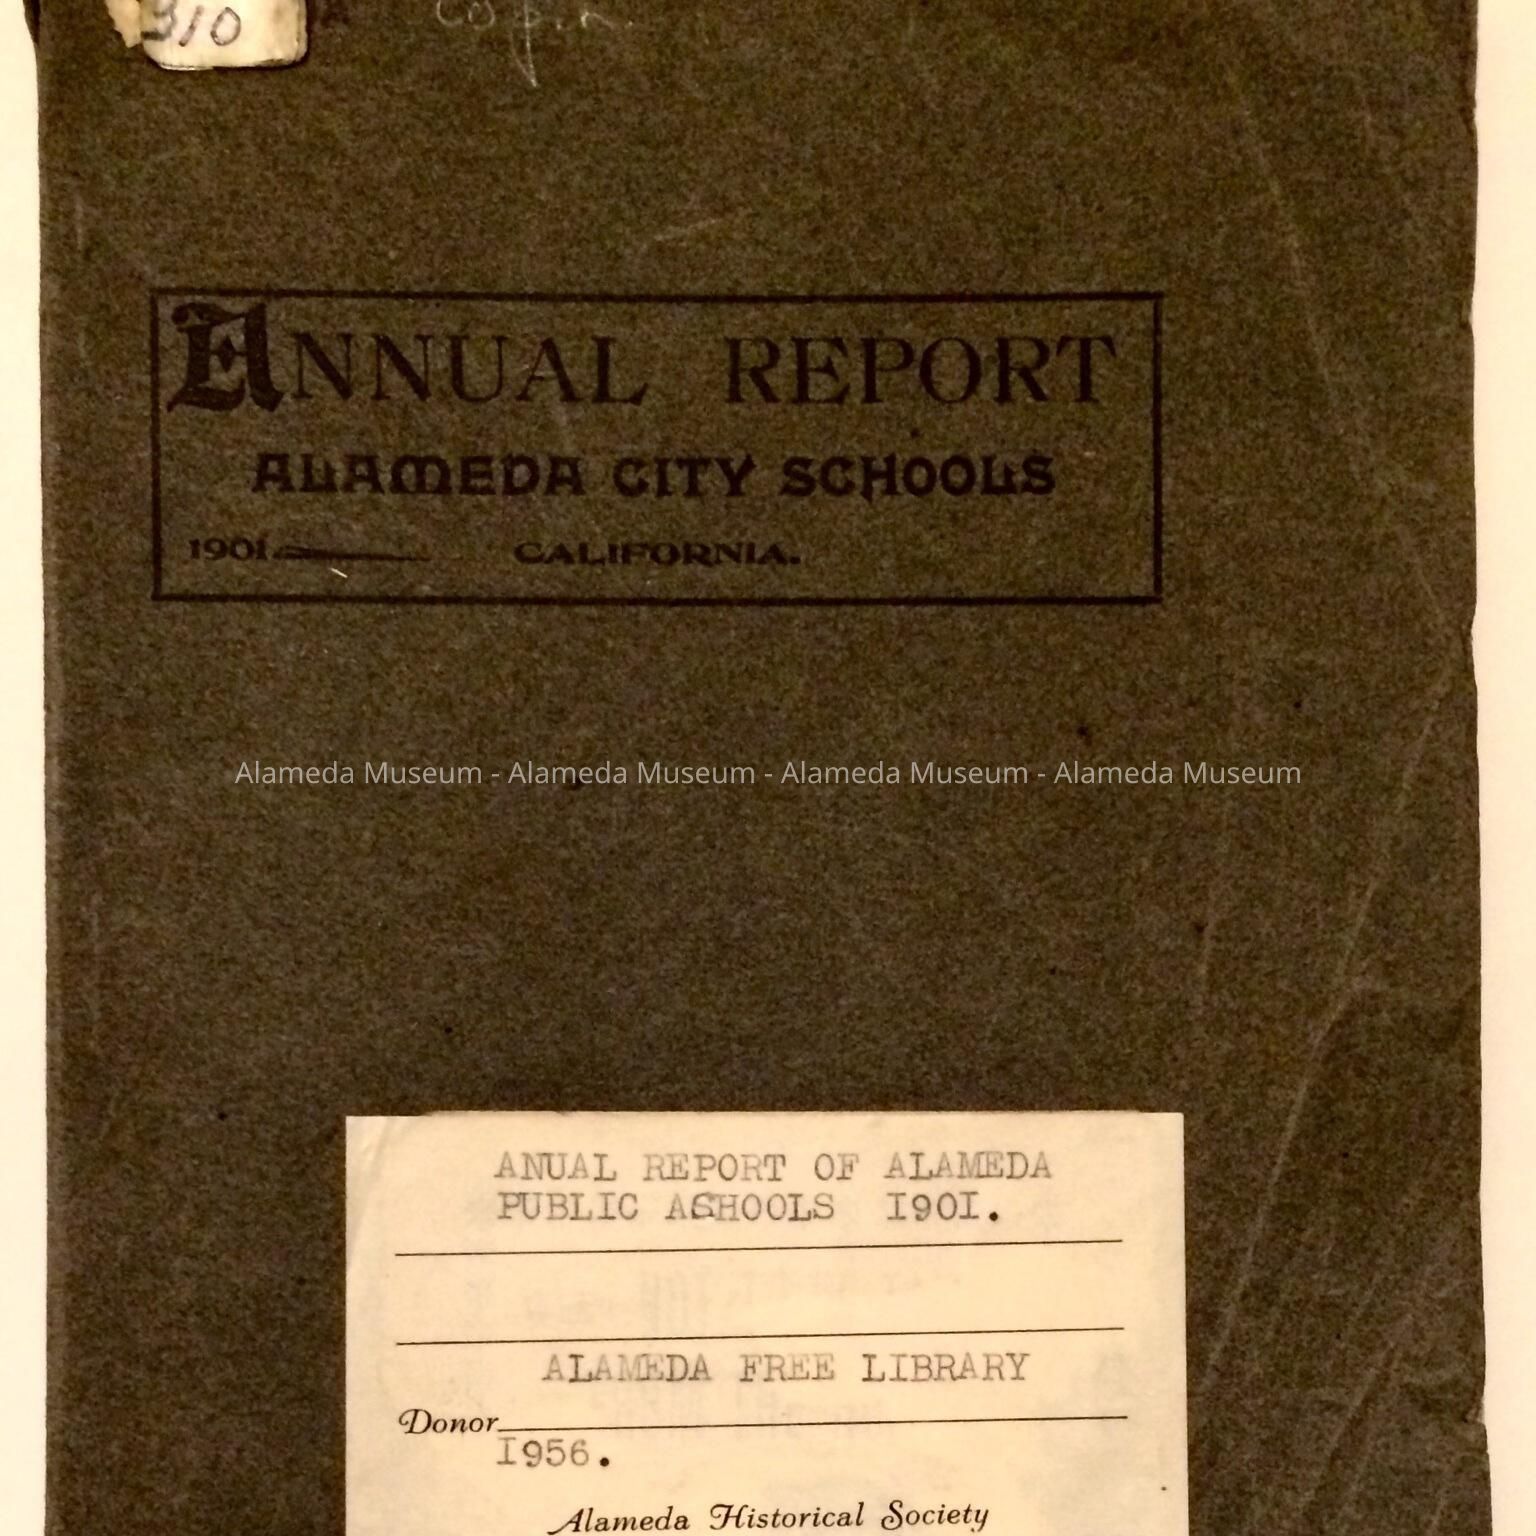 310
ANNUAL REPORT
ALAMEDA CITY SCHOOLS
1901 CALIFORNIA.
Alameda Museum - Alameda Museum - Alameda Museum - Alameda Museum
ANUAL REPORT OF ALAMEDA
PUBLIC ASHOOLS 1901.
ALAMEDA FREE LIBRARY
Donor
1956.
Alameda Historical Society